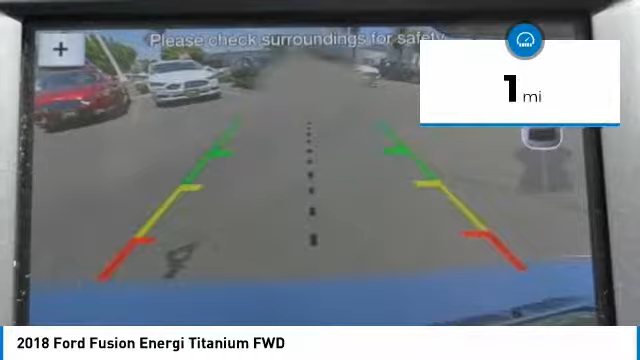 Please check surroundings for safety
+
1 mi
2018 Ford Fusion Energi Titanium FWD